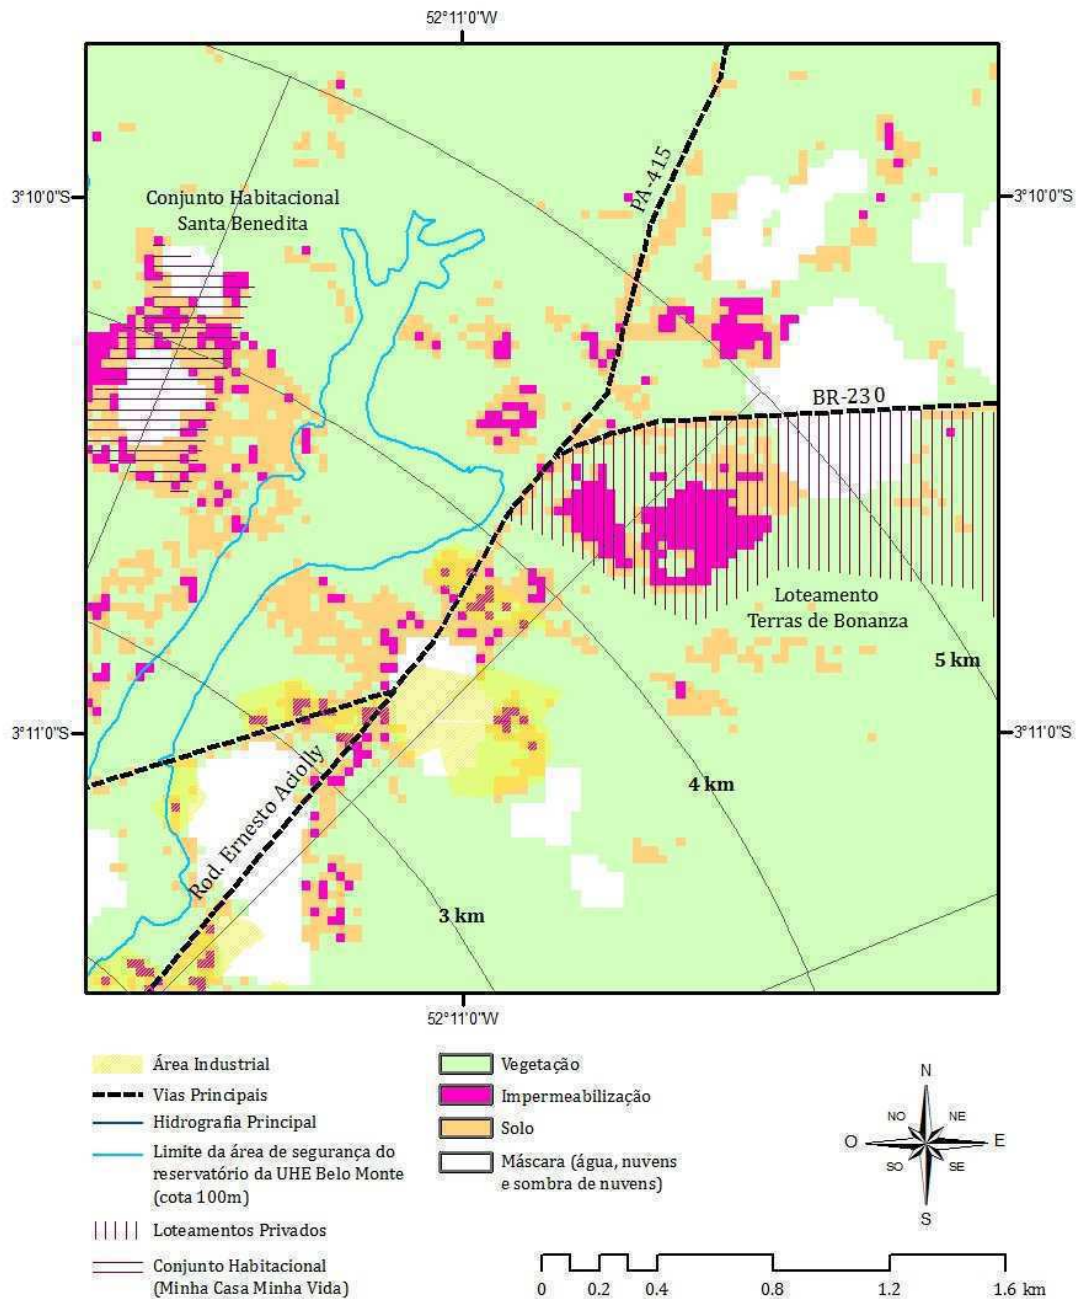 52°11'0"W
PA-415
3°10'0"S
3°10'0"S
Conjunto Habitacional
Santa Benedita
BR-230
Loteamento
Terras de Bonanza
5 km
3°11'0"S
3°11'0"S
4 km
Rod. Ernesto Aciolly
3 km
52°11'0"W
Área Industrial
Vias Principais
Hidrografia Principal
Limite da área de segurança do
reservatório da UHE Belo Monte
(cota 100m)
Loteamentos Privados
Conjunto Habitacional
(Minha Casa Minha Vida)
Vegetação
Impermeabilização
Solo
Máscara (água, nuvens
e sombra de nuvens)
N
NO NE
O E
SO SE
S
0 0.2 0.4 0.8 1.2 1.6 km